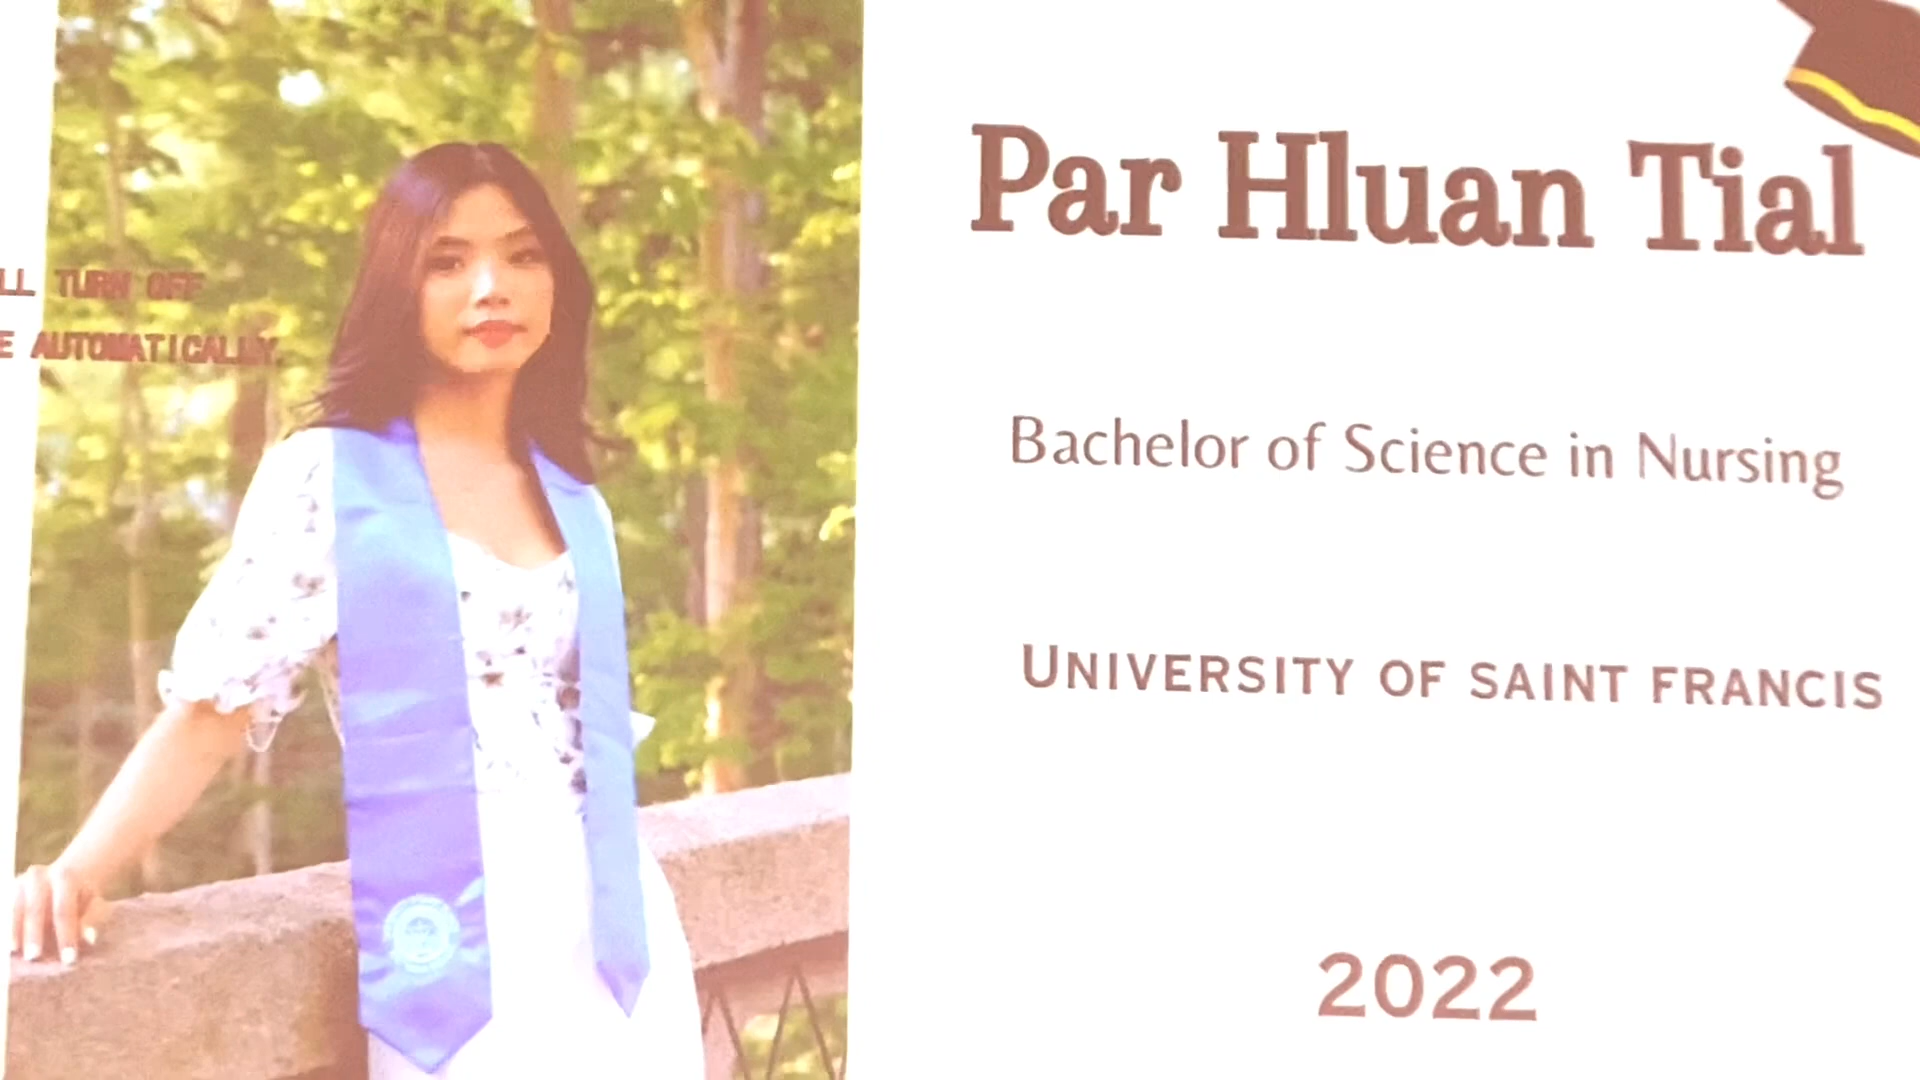 LL TURN OFF
E AUTOMATICALLY.
Par Hluan Tial
Bachelor of Science in Nursing
UNIVERSITY OF SAINT FRANCIS
2022